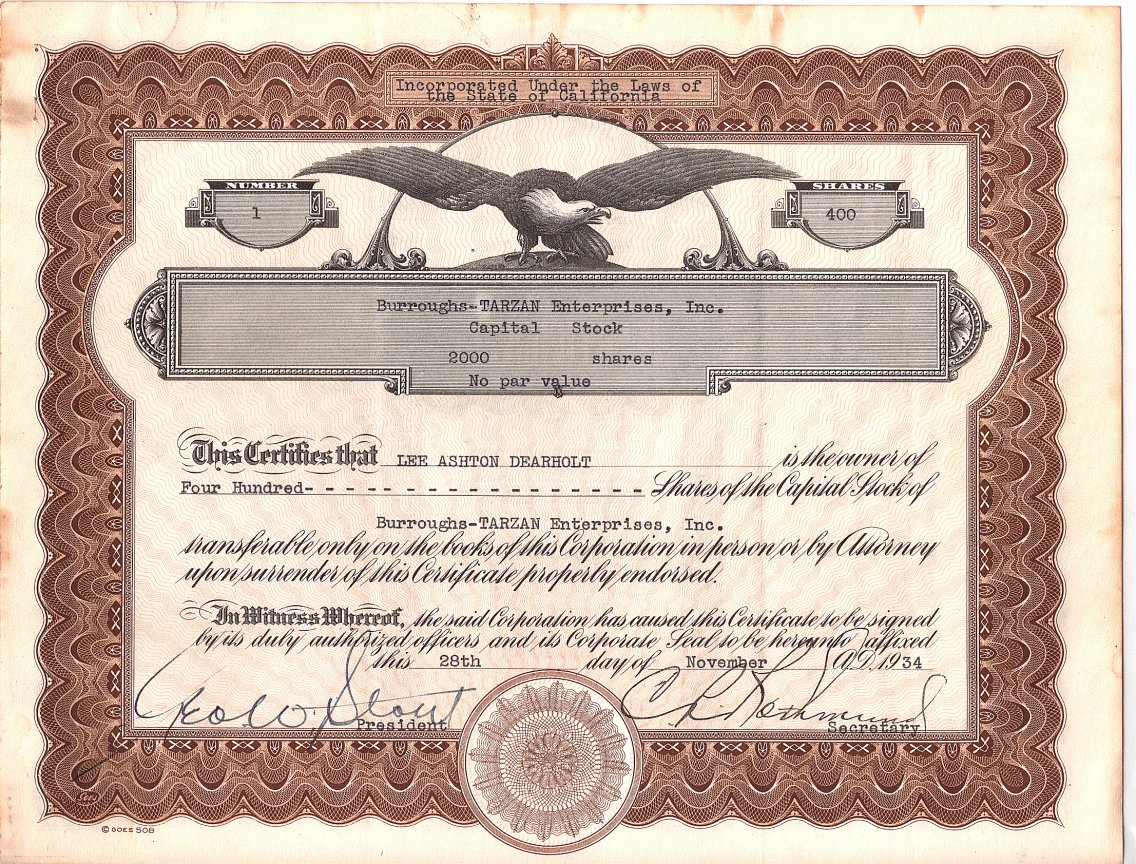 Incorporated Under the Laws of
the State of California
NUMBER
1
SHARES
400
Burroughs-TARZAN Enterprises, Inc.
Capital Stock
2000 shares
No par value
This Certifies that LEE ASHTON DEARHOLT is the owner of
Four Hundred- - - - - - - - - - - - - - - - - - Shares of the Capital Stock of
Burroughs-TARZAN Enterprises, Inc.
transferable only on the books of this Corporation in person or by Attorney
upon surrender of this Certificate properly endorsed.
In Witness Whereof, the said Corporation has caused this Certificate to be signed
by its duly authorized officers and its Corporate Seal to be hereunto affixed
this 28th day of November A.D. 1934
Geo. W. Stout
President
C. R. Rothmund
Secretary
© GOES 508